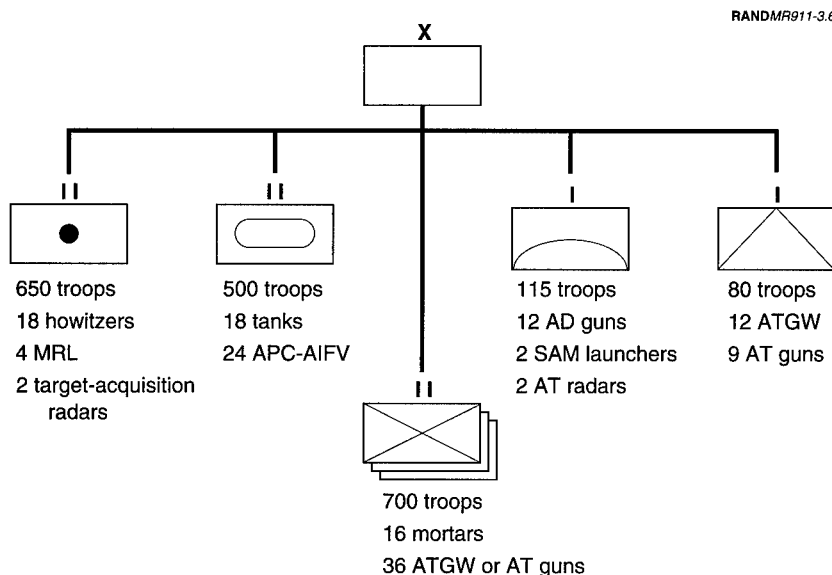 RANDMR911-3.6
X
II
650 troops
18 howitzers
4 MRL
2 target-acquisition
radars
II
500 troops
18 tanks
24 APC-AIFV
I
115 troops
12 AD guns
2 SAM launchers
2 AT radars
I
80 troops
12 ATGW
9 AT guns
II
700 troops
16 mortars
36 ATGW or AT guns